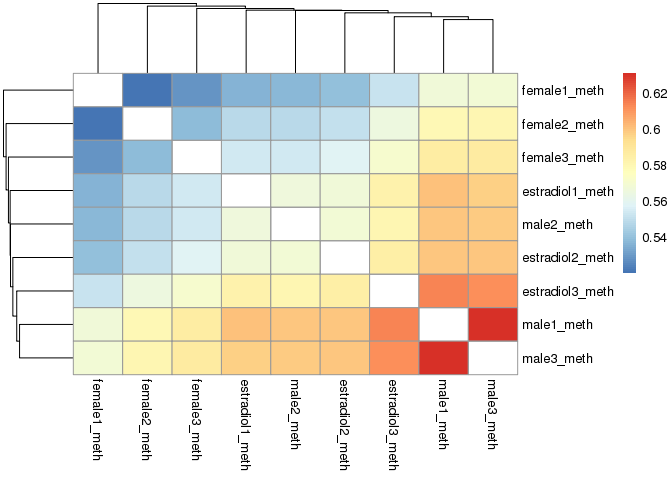 female1_meth
female2_meth
female3_meth
estradiol1_meth
male2_meth
estradiol2_meth
estradiol3_meth
male1_meth
male3_meth
0.62
0.6
0.58
0.56
0.54
female1_meth
female2_meth
female3_meth
estradiol1_meth
male2_meth
estradiol2_meth
estradiol3_meth
male1_meth
male3_meth